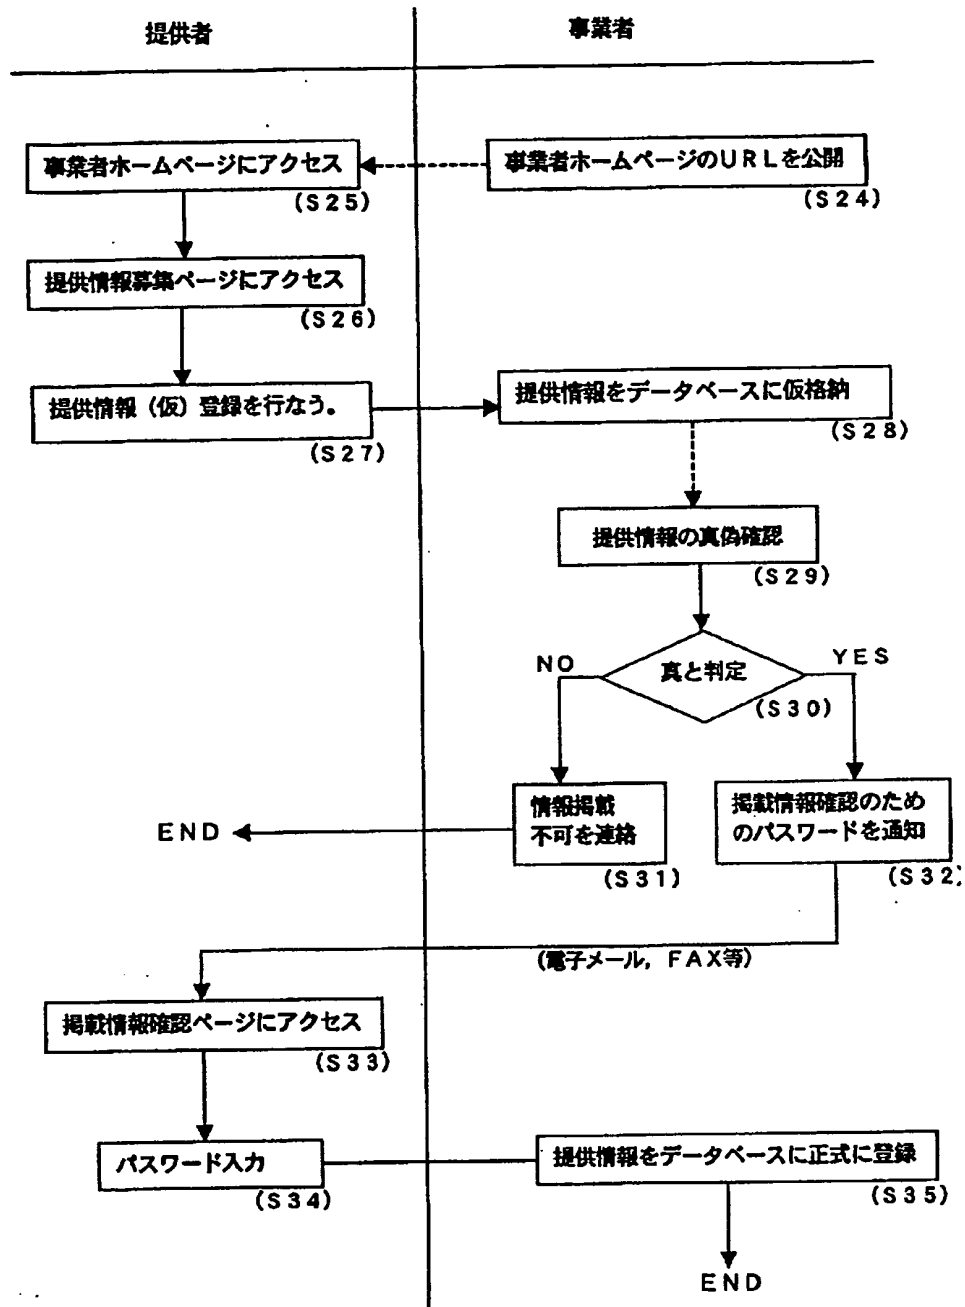 提供者
事業者
事業者ホームページにアクセス
(S25)
事業者ホームページのURLを公開
(S24)
提供情報募集ページにアクセス
(S26)
提供情報(仮)登録を行なう。
(S27)
提供情報をデータベースに仮格納
(S28)
提供情報の真偽確認
(S29)
NO
真と判定
YES
(S30)
END
情報掲載
不可を連絡
(S31)
掲載情報確認のため
のパスワードを通知
(S32)
(電子メール,FAX等)
掲載情報確認ページにアクセス
(S33)
パスワード入力
(S34)
提供情報をデータベースに正式に登録
(S35)
END